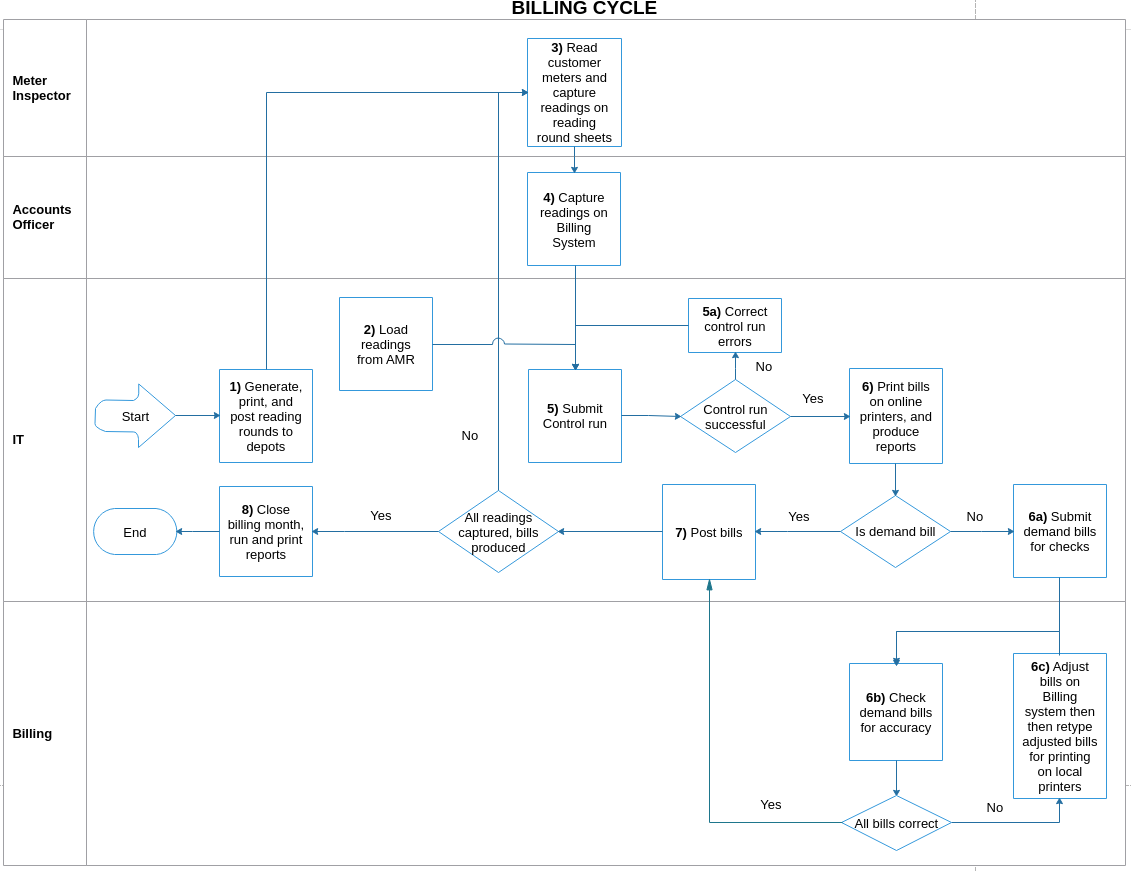 BILLING CYCLE
Meter
Inspector
3) Read
customer
meters and
capture
readings on
reading
round sheets
Accounts
Officer
4) Capture
readings on
Billing
System
IT
Start
1) Generate,
print, and
post reading
rounds to
depots
2) Load
readings
from AMR
5) Submit
Control run
5a) Correct
control run
errors
No
Control run
successful
Yes
6) Print bills
on online
printers, and
produce
reports
Is demand bill
No
6a) Submit
demand bills
for checks
Yes
7) Post bills
All readings
captured, bills
produced
No
Yes
8) Close
billing month,
run and print
reports
End
Billing
6b) Check
demand bills
for accuracy
6c) Adjust
bills on
Billing
system then
then retype
adjusted bills
for printing
on local
printers
All bills correct
Yes
No